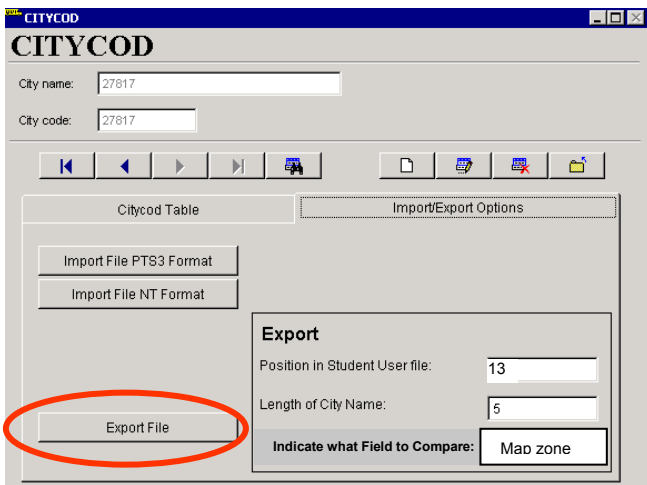 CITYCOD
CITYCOD
City name: 27817
City code: 27817
Citycod Table
Import/Export Options
Import File PTS3 Format
Import File NT Format
Export
Position in Student User file: 13
Length of City Name: 5
Export File
Indicate what Field to Compare: Map zone